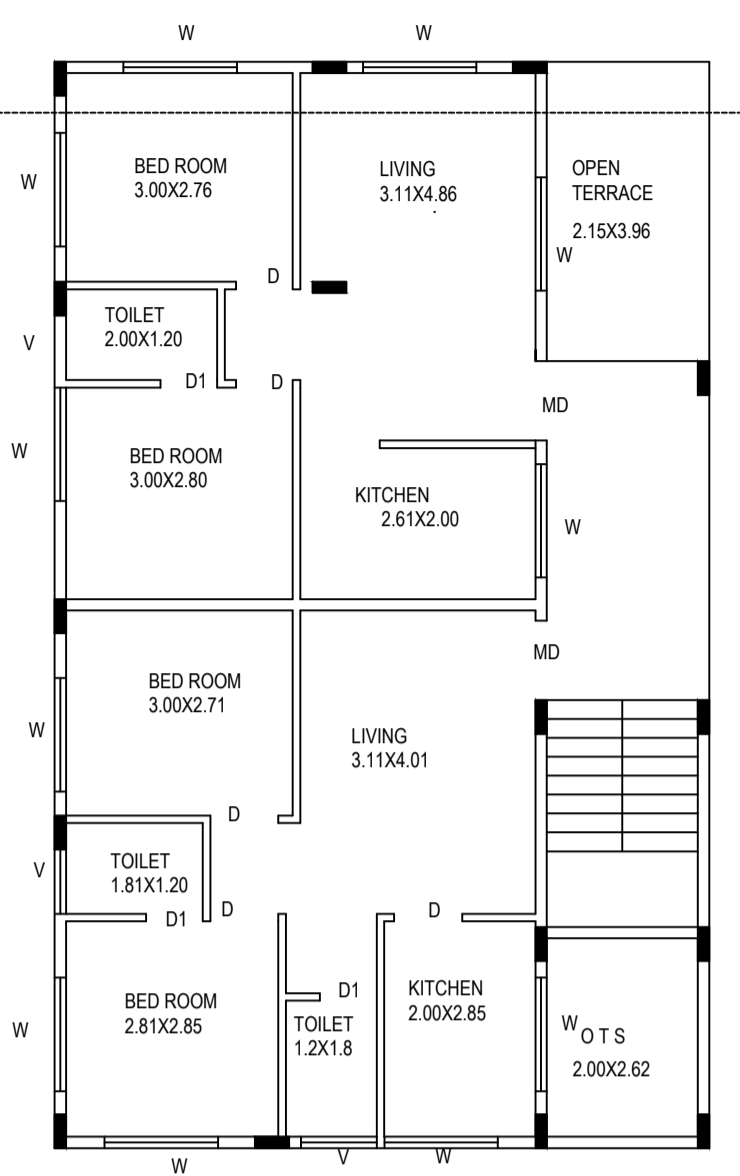 W
W
BED ROOM
3.00X2.76
LIVING
3.11X4.86
OPEN
TERRACE
2.15X3.96
W
W
D
TOILET
2.00X1.20
V
D1
D
MD
W
BED ROOM
3.00X2.80
KITCHEN
2.61X2.00
W
MD
BED ROOM
3.00X2.71
W
LIVING
3.11X4.01
D
TOILET
1.81X1.20
V
D1
D
D
BED ROOM
2.81X2.85
W
D1
TOILET
1.2X1.8
KITCHEN
2.00X2.85
W
O T S
2.00X2.62
W
V
W